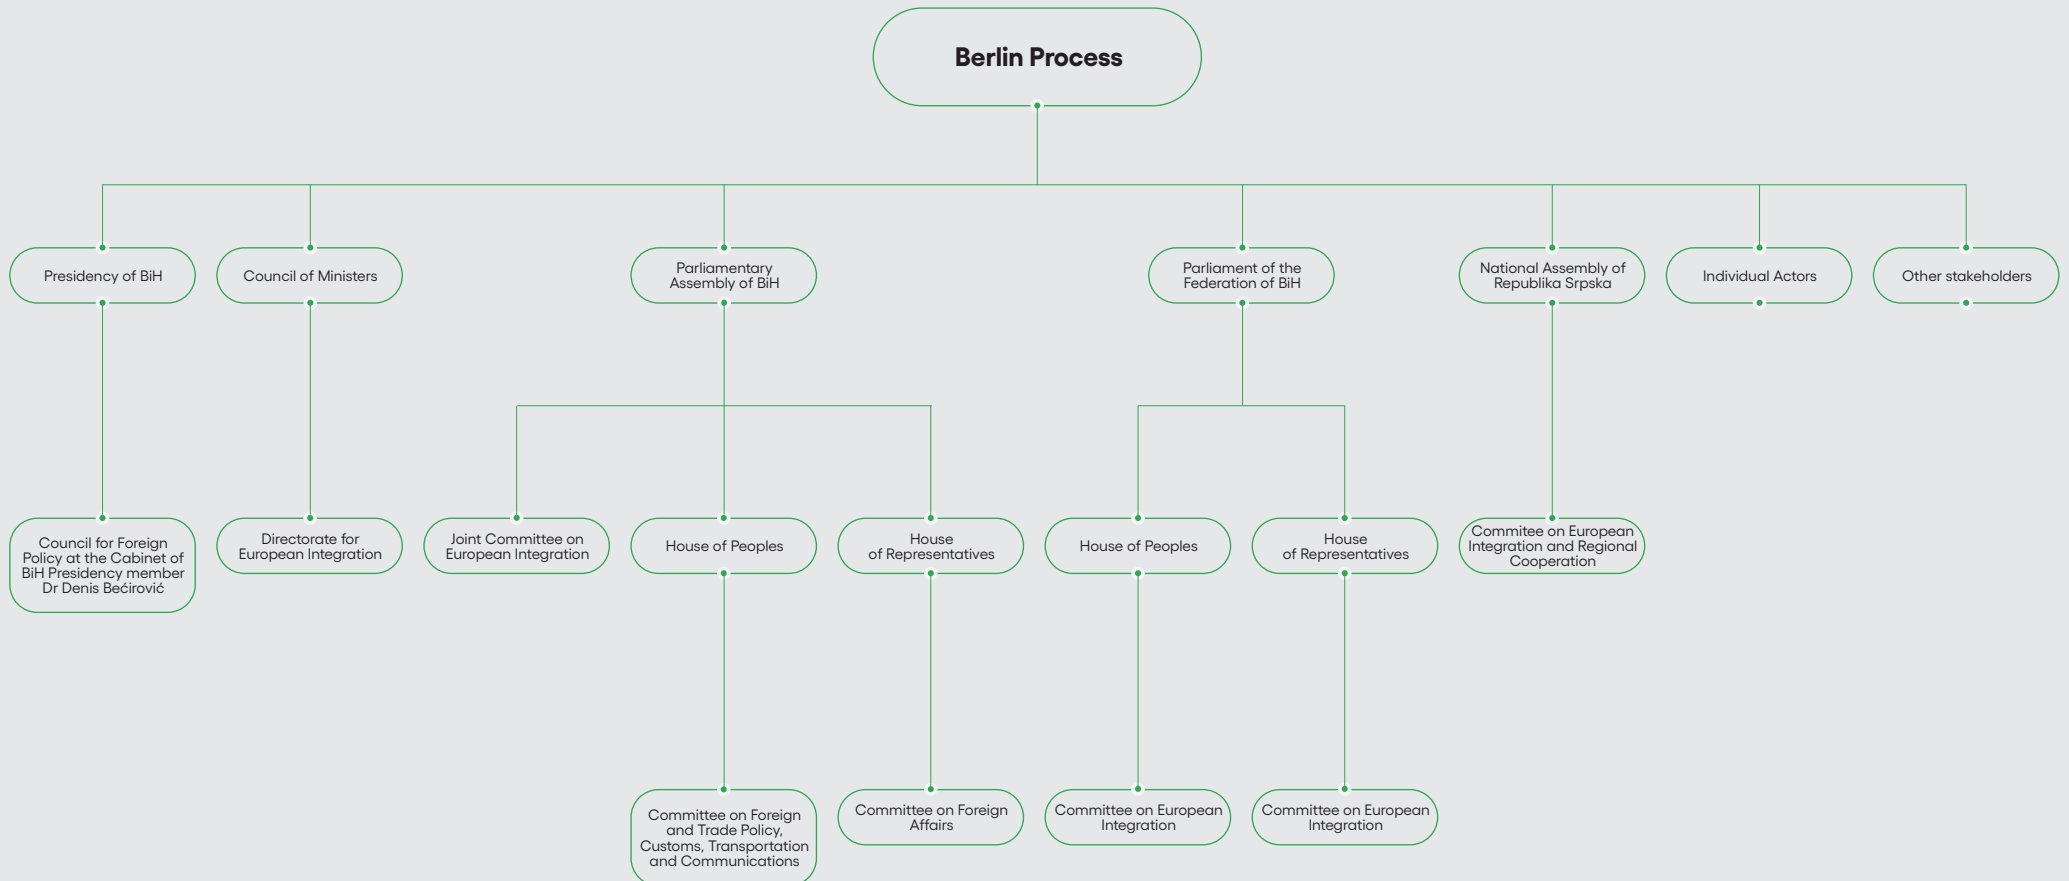 Berlin Process
Presidency of BiH
Council of Ministers
Parliamentary
Assembly of BiH
Parliament of the
Federation of BiH
National Assembly of
Republika Srpska
Individual Actors
Other stakeholders
Council for Foreign
Policy at the Cabinet of
BiH Presidency member
Dr Denis Bećirović
Directorate for
European Integration
Joint Committee on
European Integration
House of Peoples
House
of Representatives
House of Peoples
House
of Representatives
Commitee on European
Integration and Regional
Cooperation
Committee on Foreign
and Trade Policy,
Customs, Transportation
and Communications
Committee on Foreign
Affairs
Committee on European
Integration
Committee on European
Integration